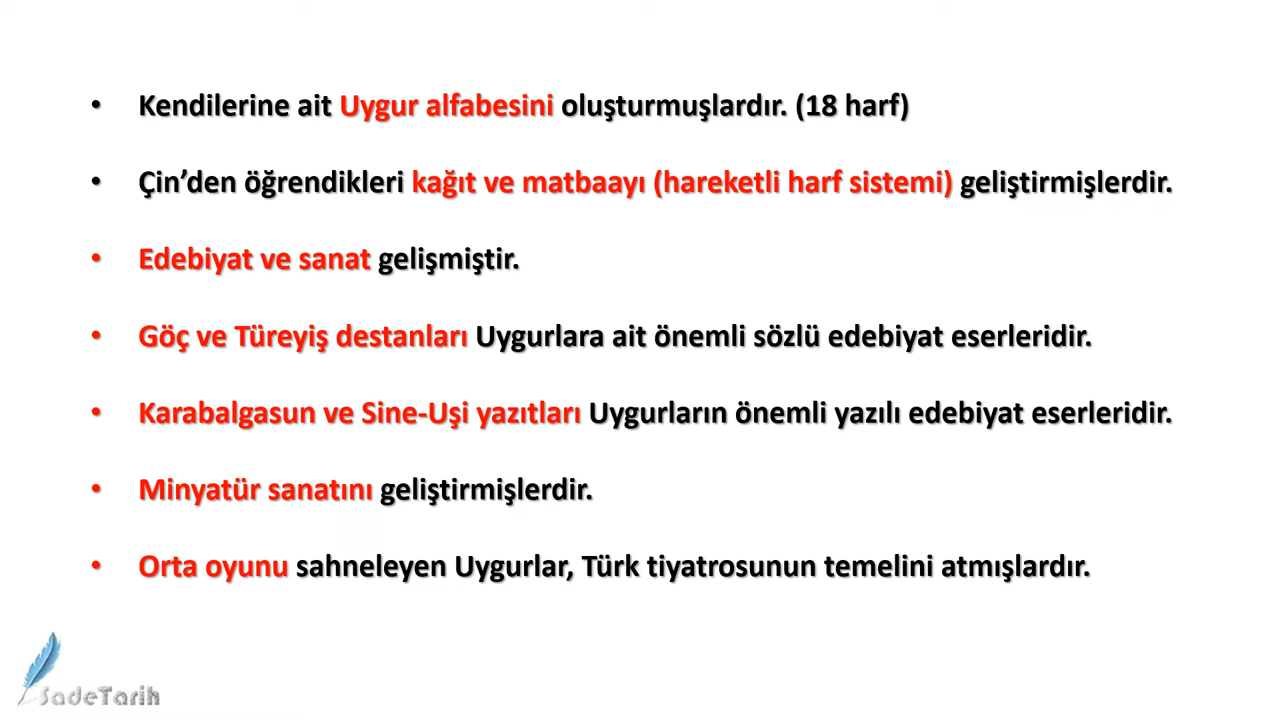 • Kendilerine ait Uygur alfabesini oluşturmuşlardır. (18 harf)
• Çin’den öğrendikleri kağıt ve matbaayı (hareketli harf sistemi) geliştirmişlerdir.
• Edebiyat ve sanat gelişmiştir.
• Göç ve Türeyiş destanları Uygurlara ait önemli sözlü edebiyat eserleridir.
• Karabalgasun ve Sine-Uşi yazıtları Uygurların önemli yazılı edebiyat eserleridir.
• Minyatür sanatını geliştirmişlerdir.
• Orta oyunu sahneleyen Uygurlar, Türk tiyatrosunun temelini atmışlardır.
SadeTarih